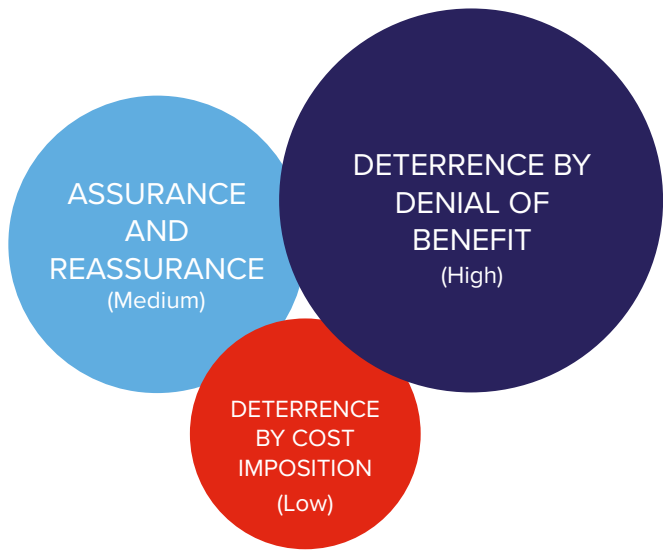 ASSURANCE
AND
REASSURANCE
(Medium)
DETERRENCE BY
DENIAL OF
BENEFIT
(High)
DETERRENCE
BY COST
IMPOSITION
(Low)